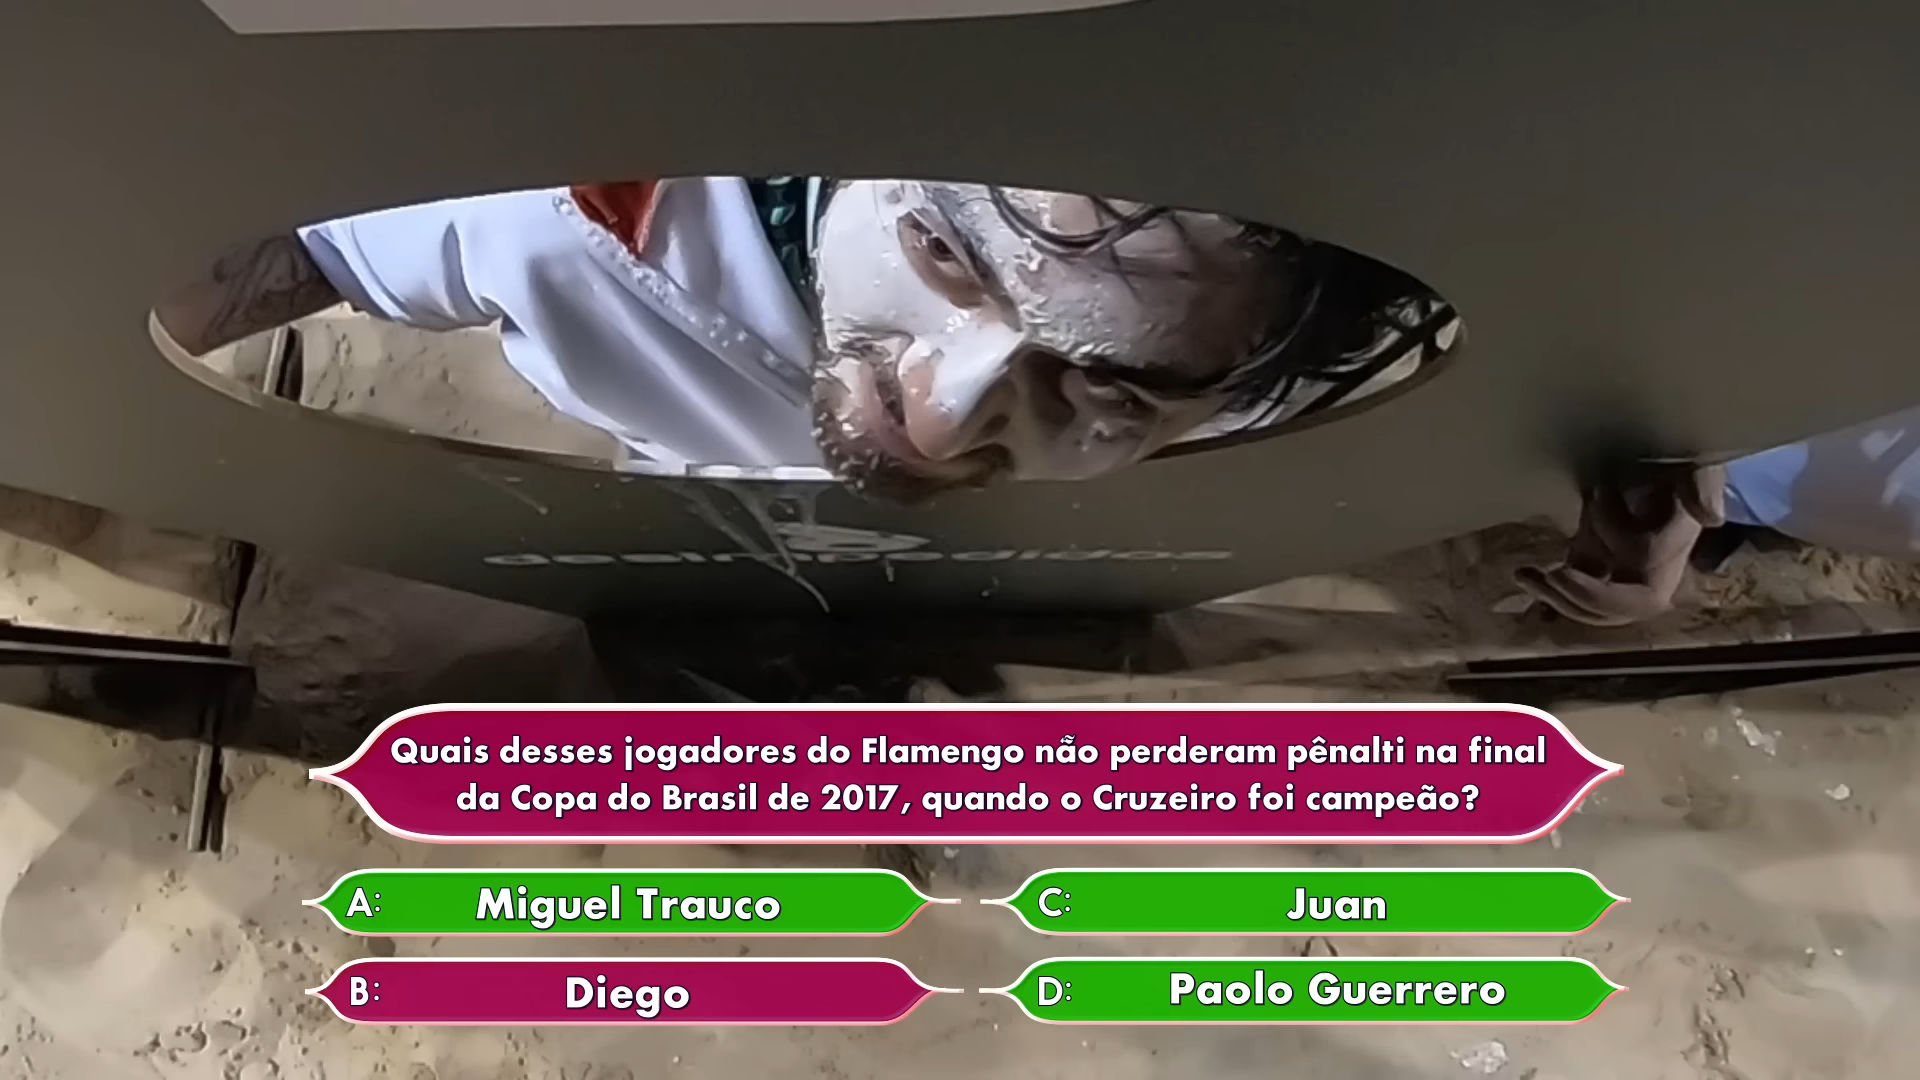 desimpedidos
Quais desses jogadores do Flamengo não perderam pênalti na final
da Copa do Brasil de 2017, quando o Cruzeiro foi campeão?
A: Miguel Trauco
C: Juan
B: Diego
D: Paolo Guerrero